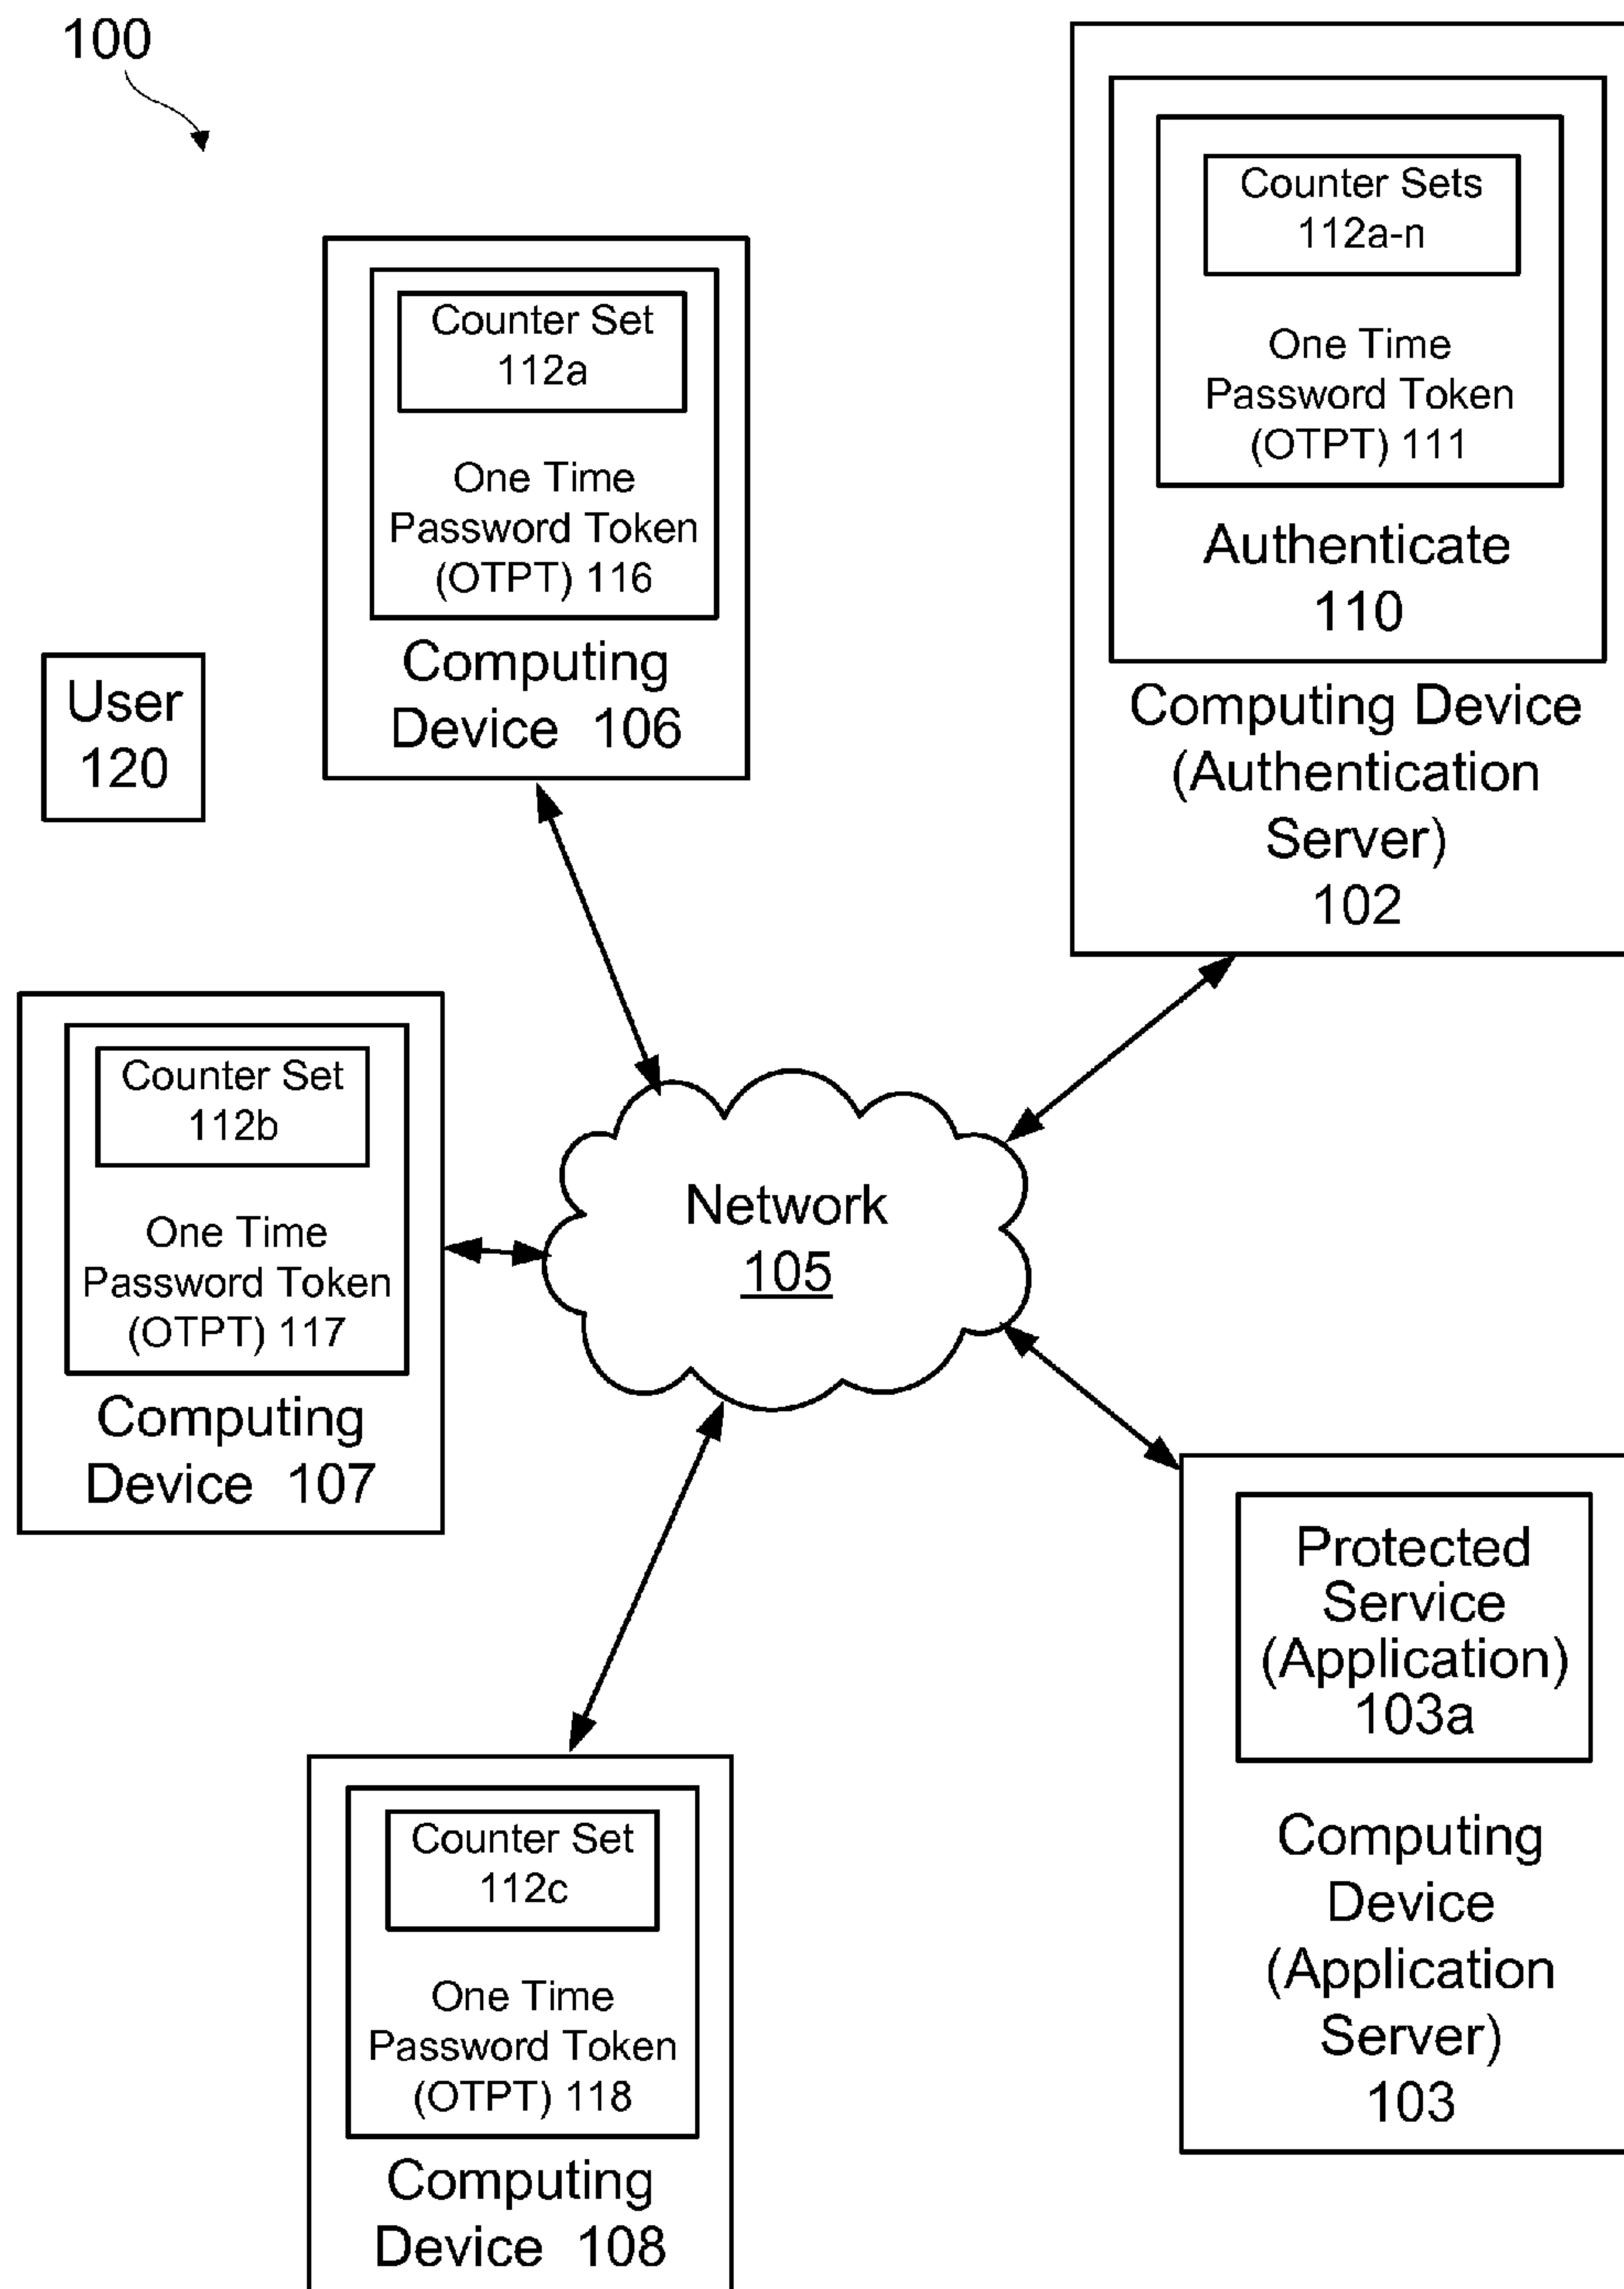 100
Counter Sets
112a-n
One Time
Password Token
(OTPT) 111
Authenticate
110
Computing Device
(Authentication
Server)
102
Counter Set
112a
One Time
Password Token
(OTPT) 116
Computing
Device 106
User
120
Counter Set
112b
One Time
Password Token
(OTPT) 117
Computing
Device 107
Network
105
Protected
Service
(Application)
103a
Computing
Device
(Application
Server)
103
Counter Set
112c
One Time
Password Token
(OTPT) 118
Computing
Device 108